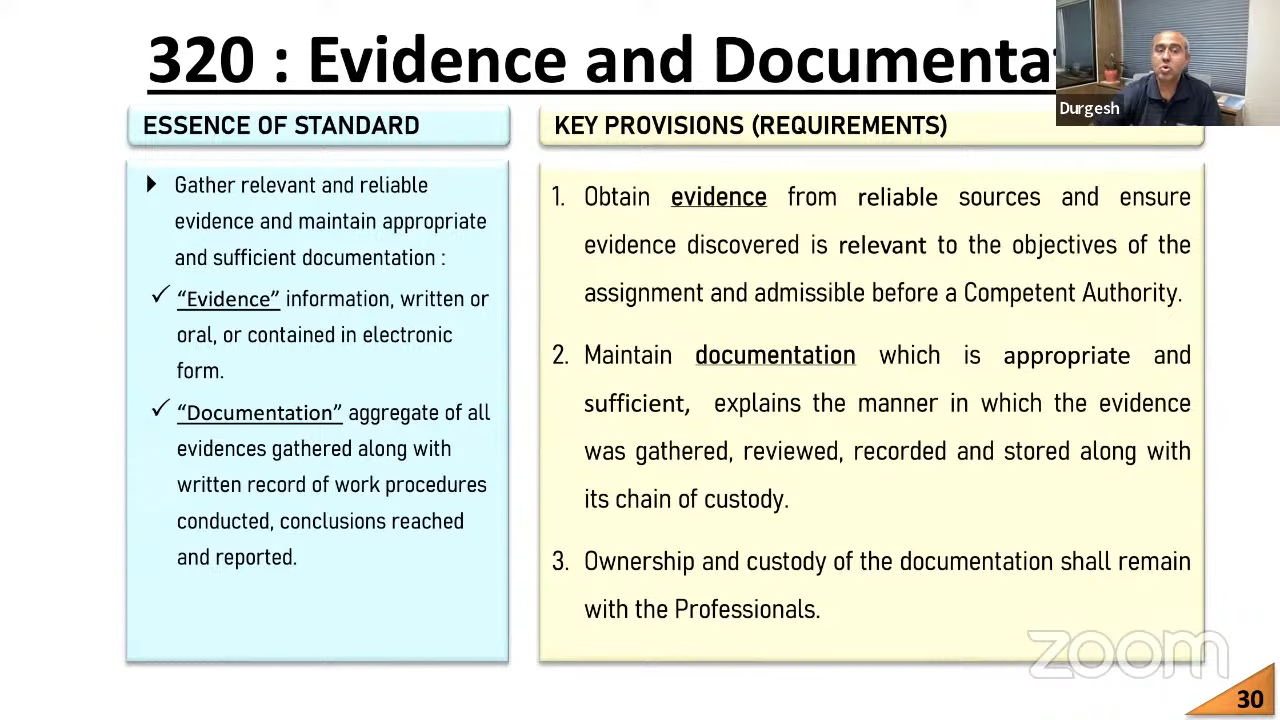 320 : Evidence and Documenta
Durgesh
ESSENCE OF STANDARD
Gather relevant and reliable
evidence and maintain appropriate
and sufficient documentation :
“Evidence” information, written or
oral, or contained in electronic
form.
“Documentation” aggregate of all
evidences gathered along with
written record of work procedures
conducted, conclusions reached
and reported.
KEY PROVISIONS (REQUIREMENTS)
1. Obtain evidence from reliable sources and ensure
evidence discovered is relevant to the objectives of the
assignment and admissible before a Competent Authority.
2. Maintain documentation which is appropriate and
sufficient, explains the manner in which the evidence
was gathered, reviewed, recorded and stored along with
its chain of custody.
3. Ownership and custody of the documentation shall remain
with the Professionals.
zoom
30